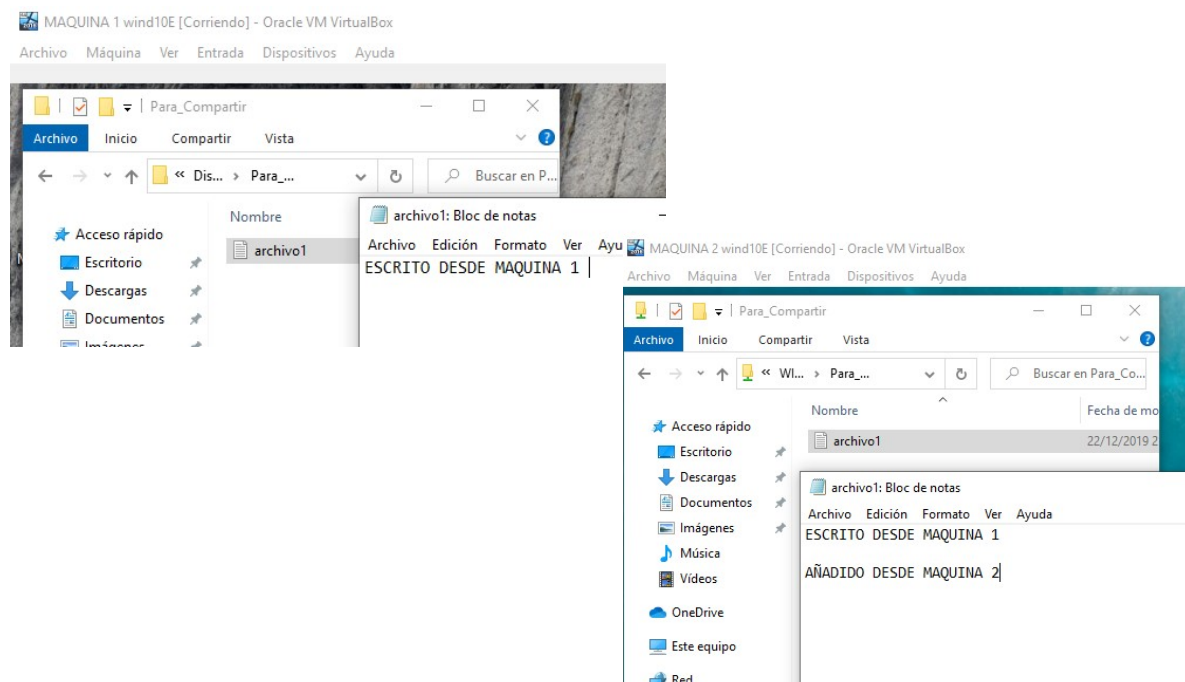 MAQUINA 1 wind10E [Corriendo] - Oracle VM VirtualBox
Archivo Máquina Ver Entrada Dispositivos Ayuda
Para_Compartir
Archivo Inicio Compartir Vista
« Dis... › Para_... Buscar en P...
Nombre
Acceso rápido
archivo1
Escritorio
Descargas
Documentos
Imágenes
archivo1: Bloc de notas
Archivo Edición Formato Ver Ayu
ESCRITO DESDE MAQUINA 1
MAQUINA 2 wind10E [Corriendo] - Oracle VM VirtualBox
Archivo Máquina Ver Entrada Dispositivos Ayuda
Para_Compartir
Archivo Inicio Compartir Vista
« WI... › Para_... Buscar en Para_Co...
Nombre Fecha de mo
Acceso rápido
archivo1 22/12/2019 2
Escritorio
Descargas
Documentos
Imágenes
Música
Vídeos
OneDrive
Este equipo
Red
archivo1: Bloc de notas
Archivo Edición Formato Ver Ayuda
ESCRITO DESDE MAQUINA 1
AÑADIDO DESDE MAQUINA 2